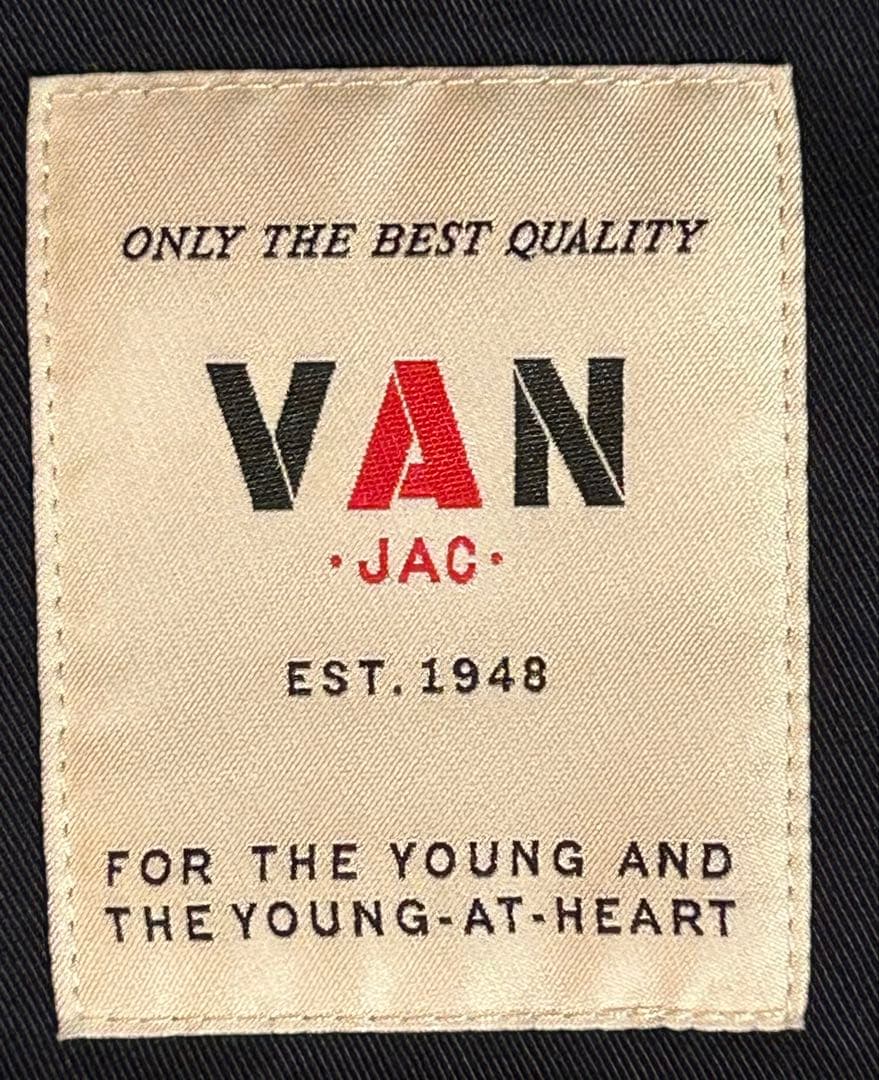 ONLY THE BEST QUALITY
VAN
·JAC·
EST.1948
FOR THE YOUNG AND
THE YOUNG-AT-HEART